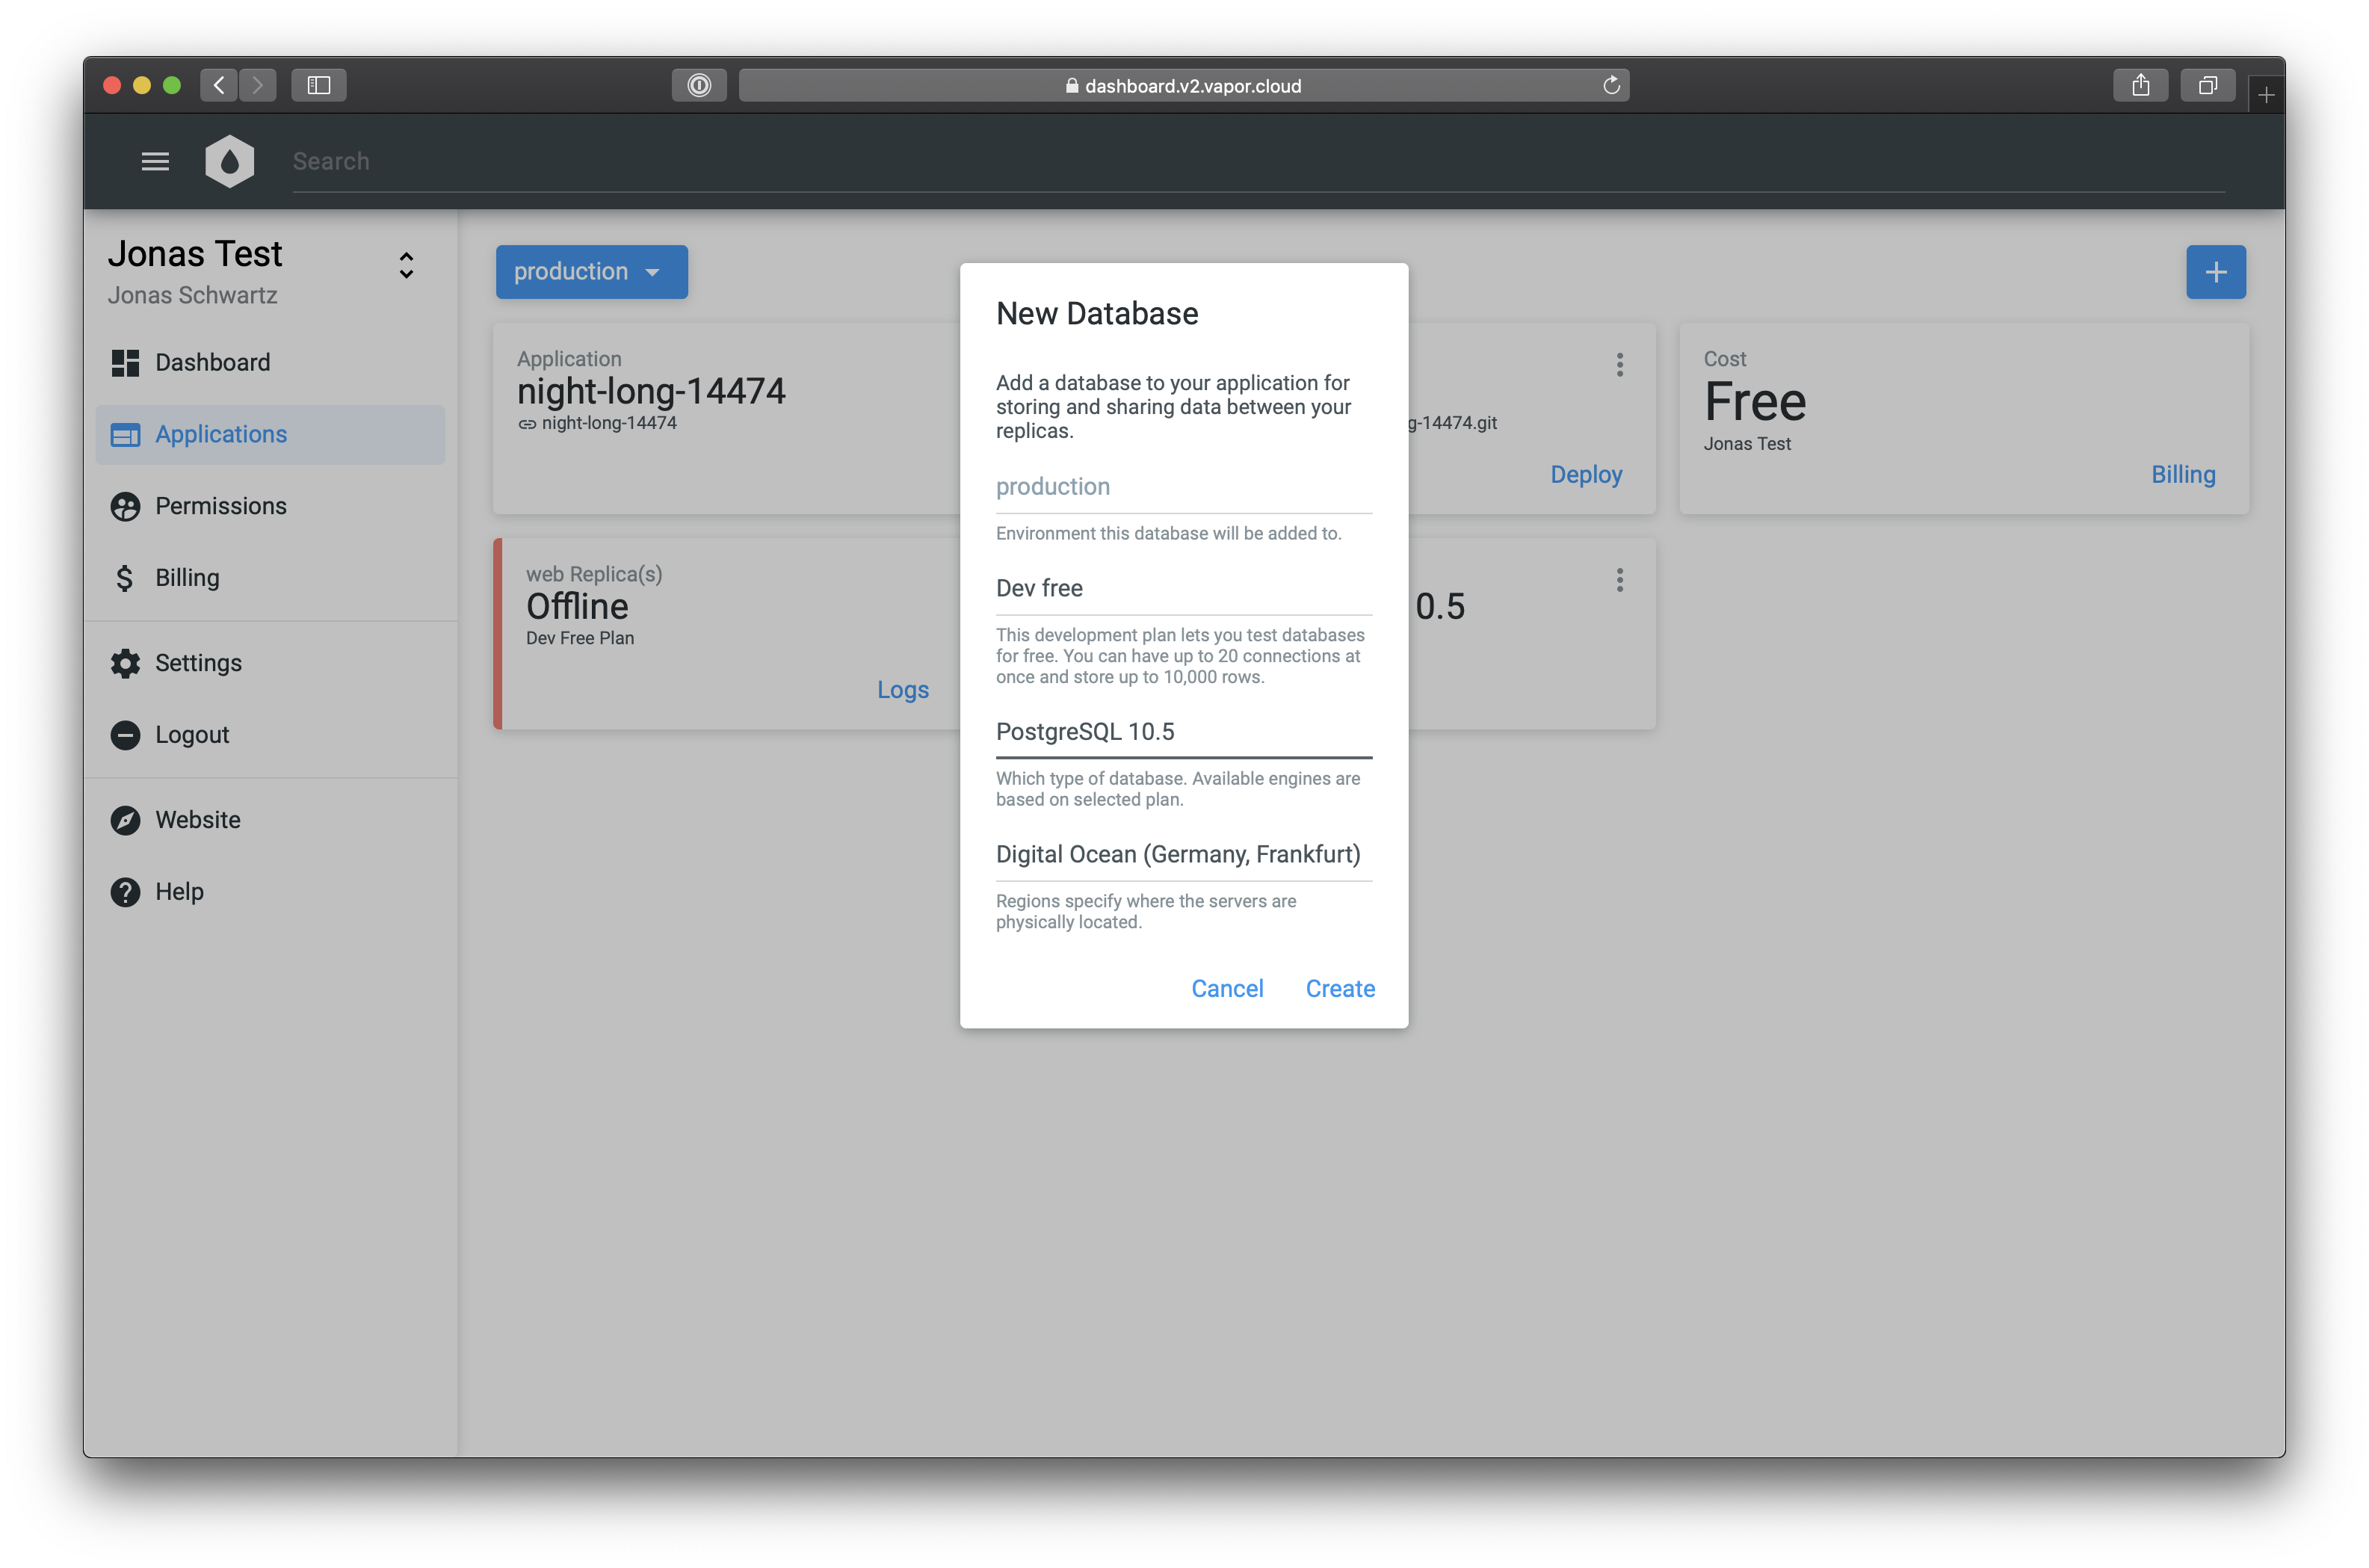 dashboard.v2.vapor.cloud
Search
Jonas Test
Jonas Schwartz
Dashboard
Applications
Permissions
Billing
Settings
Logout
Website
Help
production
Application
night-long-14474
night-long-14474
g-14474.git
Deploy
Cost
Free
Jonas Test
Billing
web Replica(s)
Offline
Dev Free Plan
Logs
0.5
New Database
Add a database to your application for
storing and sharing data between your
replicas.
production
Environment this database will be added to.
Dev free
This development plan lets you test databases
for free. You can have up to 20 connections at
once and store up to 10,000 rows.
PostgreSQL 10.5
Which type of database. Available engines are
based on selected plan.
Digital Ocean (Germany, Frankfurt)
Regions specify where the servers are
physically located.
Cancel
Create